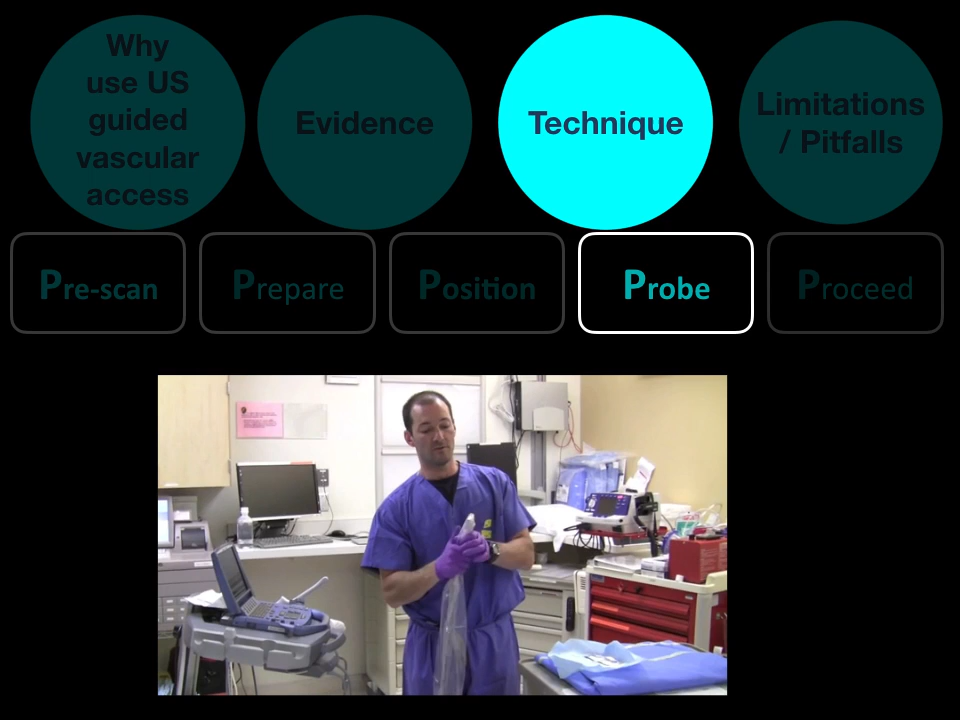 Why
use US
guided
vascular
access
Evidence
Technique
Limitations
/ Pitfalls
Pre-scan
Prepare
Position
Probe
Proceed